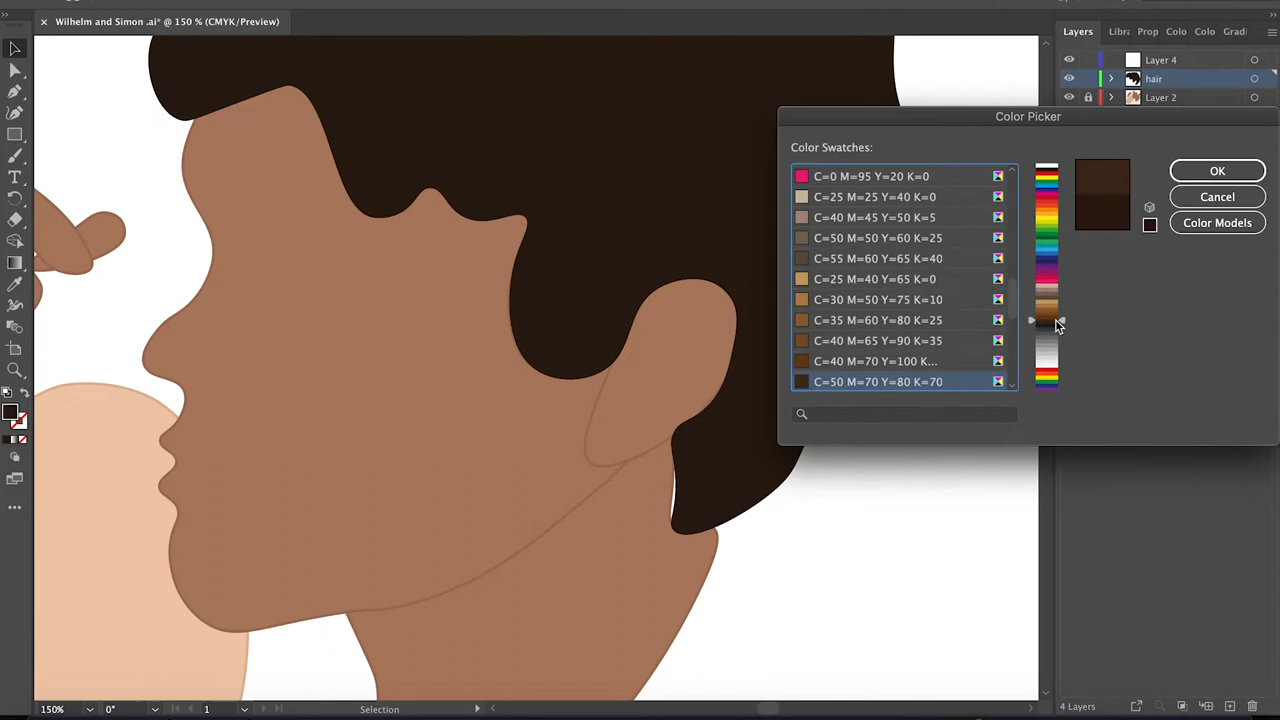 Wilhelm and Simon .ai* @ 150 % (CMYK/Preview)
Layers Libra Prop Colo Colo Gradi
Layer 4
hair
Layer 2
Color Picker
Color Swatches:
C=0 M=95 Y=20 K=0
C=25 M=25 Y=40 K=0
C=40 M=45 Y=50 K=5
C=50 M=50 Y=60 K=25
C=55 M=60 Y=65 K=40
C=25 M=40 Y=65 K=0
C=30 M=50 Y=75 K=10
C=35 M=60 Y=80 K=25
C=40 M=65 Y=90 K=35
C=40 M=70 Y=100 K...
C=50 M=70 Y=80 K=70
OK
Cancel
Color Models
150% 0° 1 Selection
4 Layers